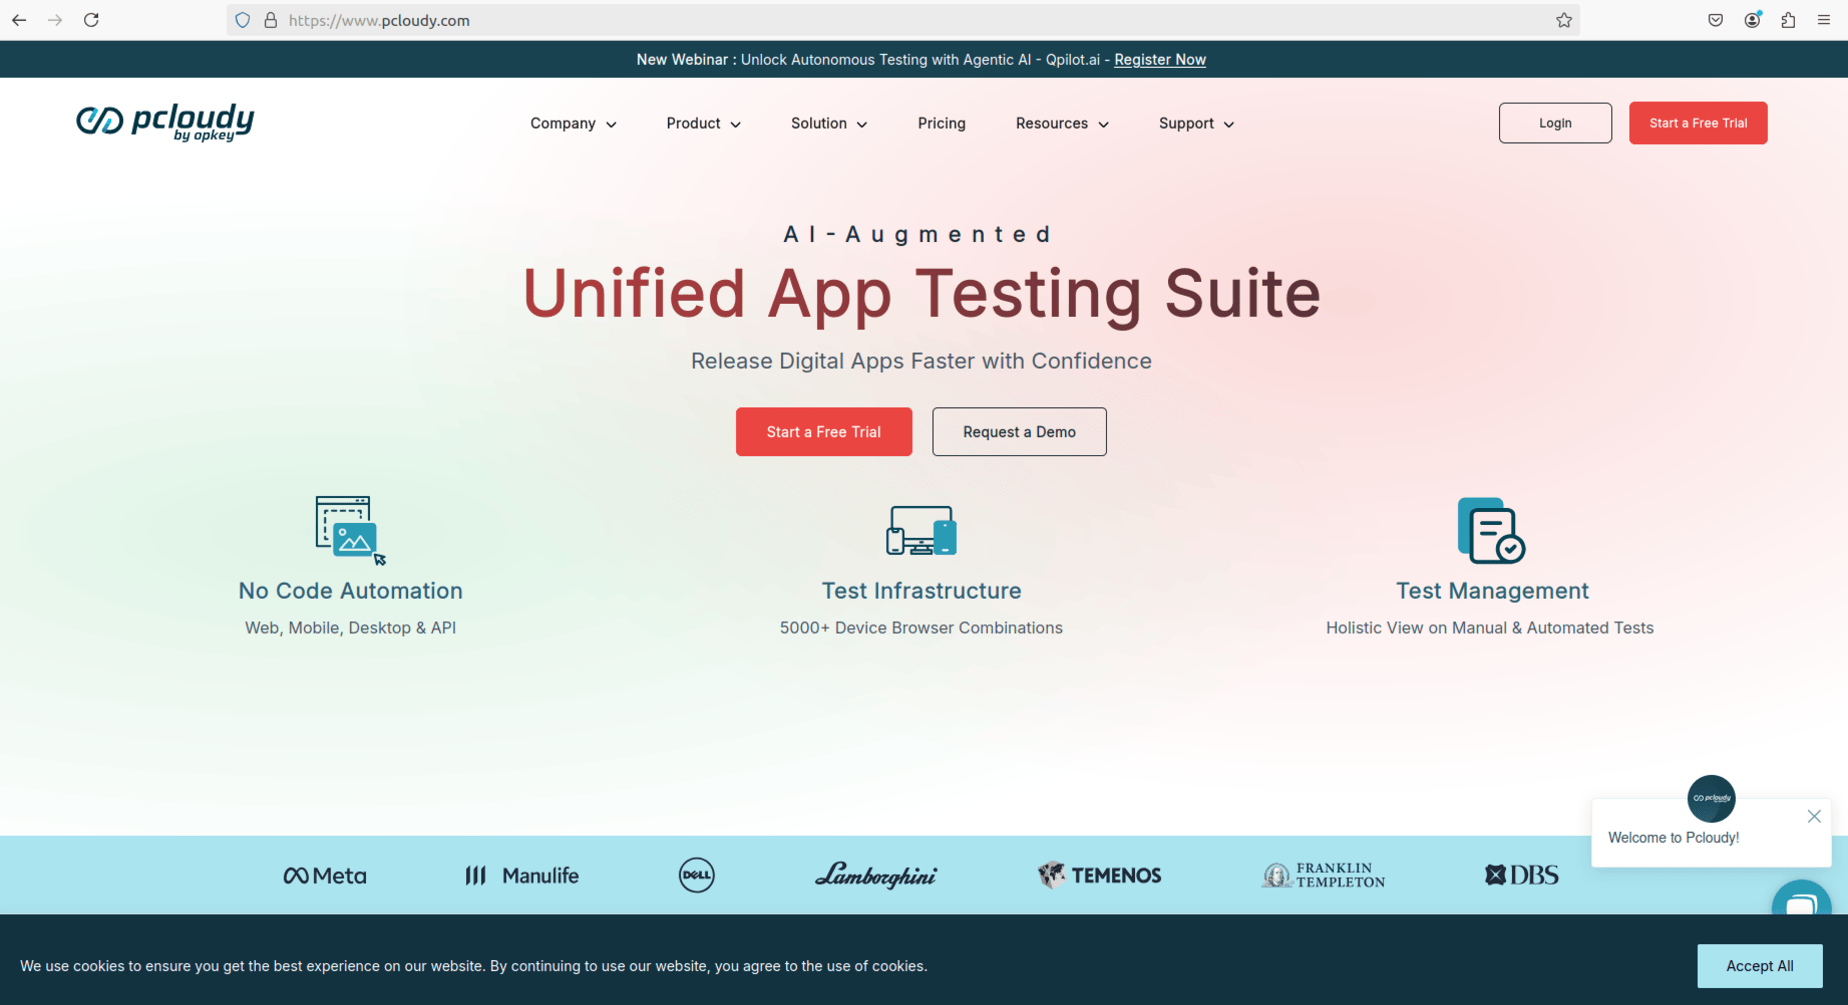 https://www.pcloudy.com
New Webinar : Unlock Autonomous Testing with Agentic AI - Qpilot.ai - Register Now
pcloudy
by opkey
Company
Product
Solution
Pricing
Resources
Support
Login
Start a Free Trial
AI-Augmented
Unified App Testing Suite
Release Digital Apps Faster with Confidence
Start a Free Trial
Request a Demo
No Code Automation
Web, Mobile, Desktop & API
Test Infrastructure
5000+ Device Browser Combinations
Test Management
Holistic View on Manual & Automated Tests
pcloudy
Welcome to Pcloudy!
Meta
Manulife
DELL
Lamborghini
TEMENOS
FRANKLIN
TEMPLETON
DBS
We use cookies to ensure you get the best experience on our website. By continuing to use our website, you agree to the use of cookies.
Accept All